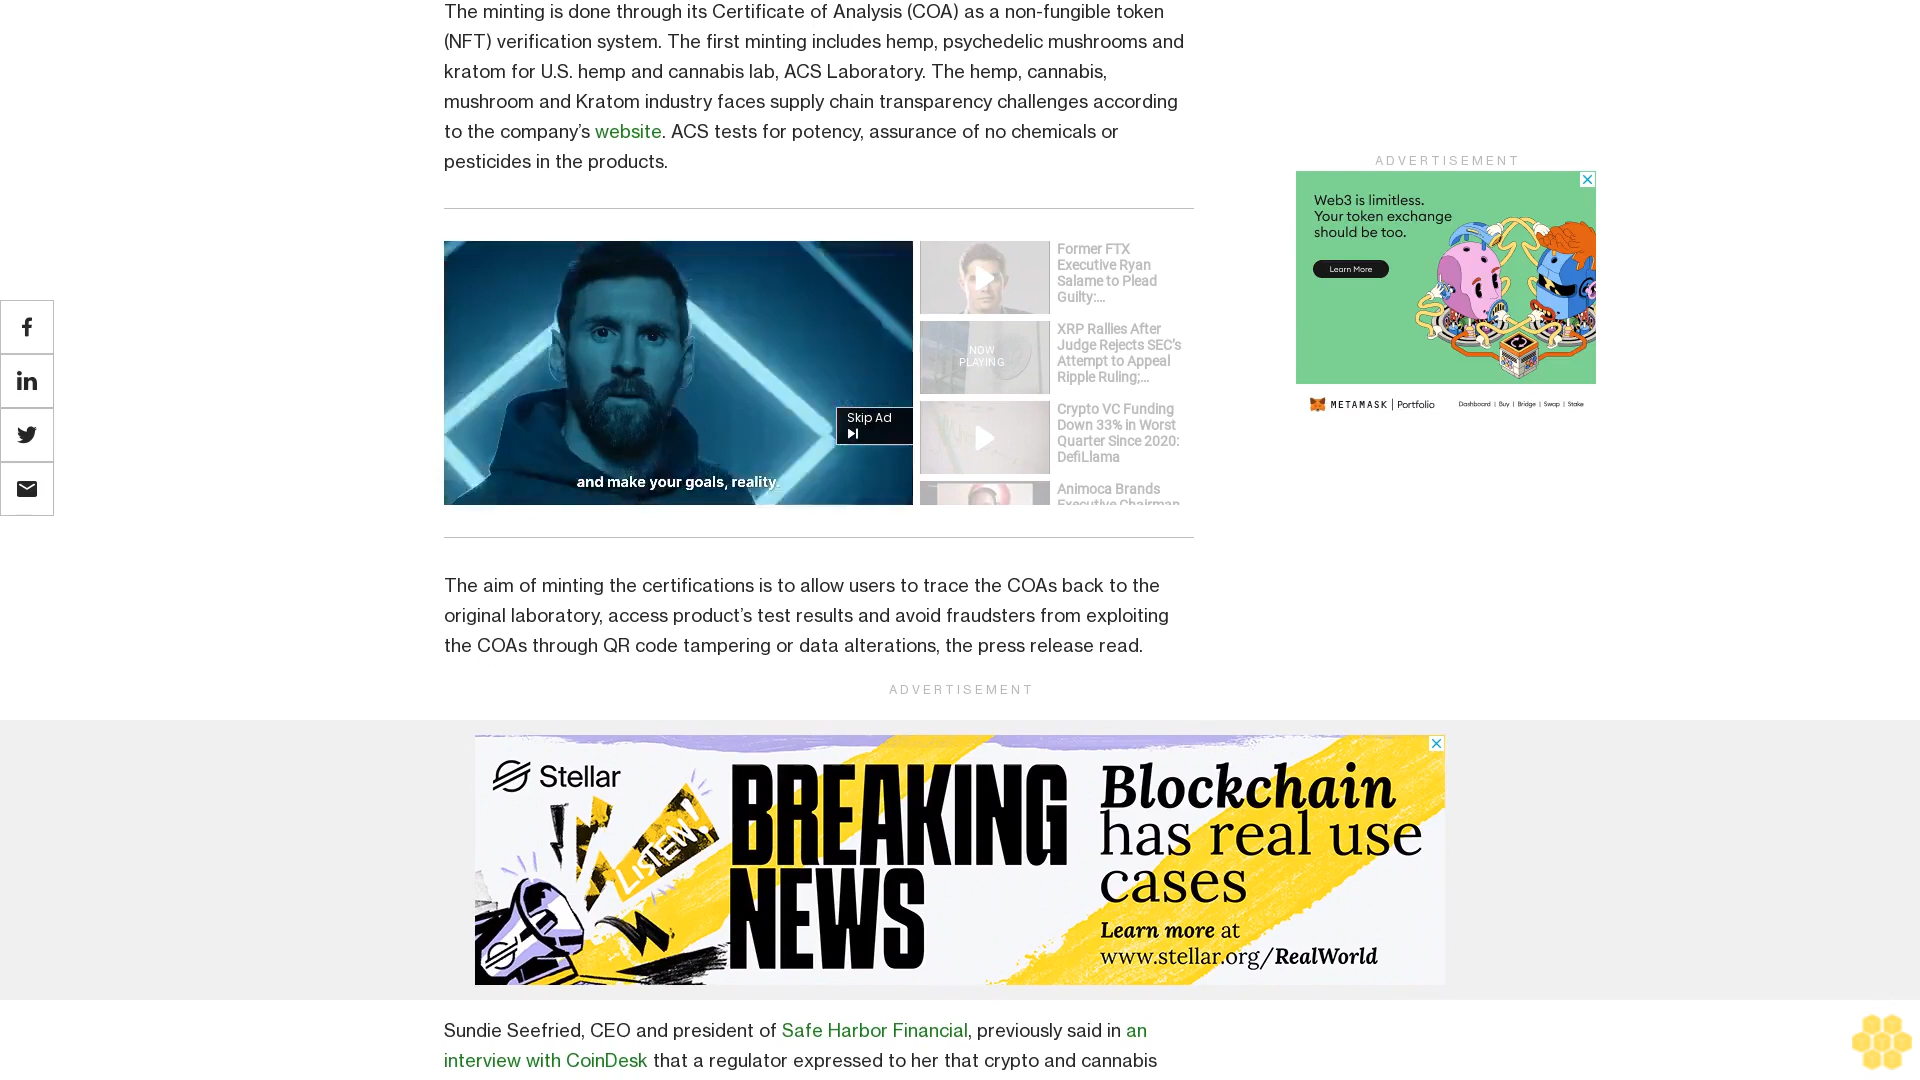 The minting is done through its Certificate of Analysis (COA) as a non-fungible token
(NFT) verification system. The first minting includes hemp, psychedelic mushrooms and
kratom for U.S. hemp and cannabis lab, ACS Laboratory. The hemp, cannabis,
mushroom and Kratom industry faces supply chain transparency challenges according
to the company’s website. ACS tests for potency, assurance of no chemicals or
pesticides in the products.
ADVERTISEMENT
Web3 is limitless.
Your token exchange
should be too.
Learn More
METAMASK | Portfolio
Dashboard | Buy | Bridge | Swap | Stake
Skip Ad
and make your goals, reality.
Former FTX
Executive Ryan
Salame to Plead
Guilty:...
NOW
PLAYING
XRP Rallies After
Judge Rejects SEC’s
Attempt to Appeal
Ripple Ruling;...
Crypto VC Funding
Down 33% in Worst
Quarter Since 2020:
DefiLlama
Animoca Brands
Executive Chairman
The aim of minting the certifications is to allow users to trace the COAs back to the
original laboratory, access product’s test results and avoid fraudsters from exploiting
the COAs through QR code tampering or data alterations, the press release read.
ADVERTISEMENT
Stellar
LISTEN!
BREAKING
NEWS
Blockchain
has real use
cases
Learn more at
www.stellar.org/RealWorld
Sundie Seefried, CEO and president of Safe Harbor Financial, previously said in an
interview with CoinDesk that a regulator expressed to her that crypto and cannabis